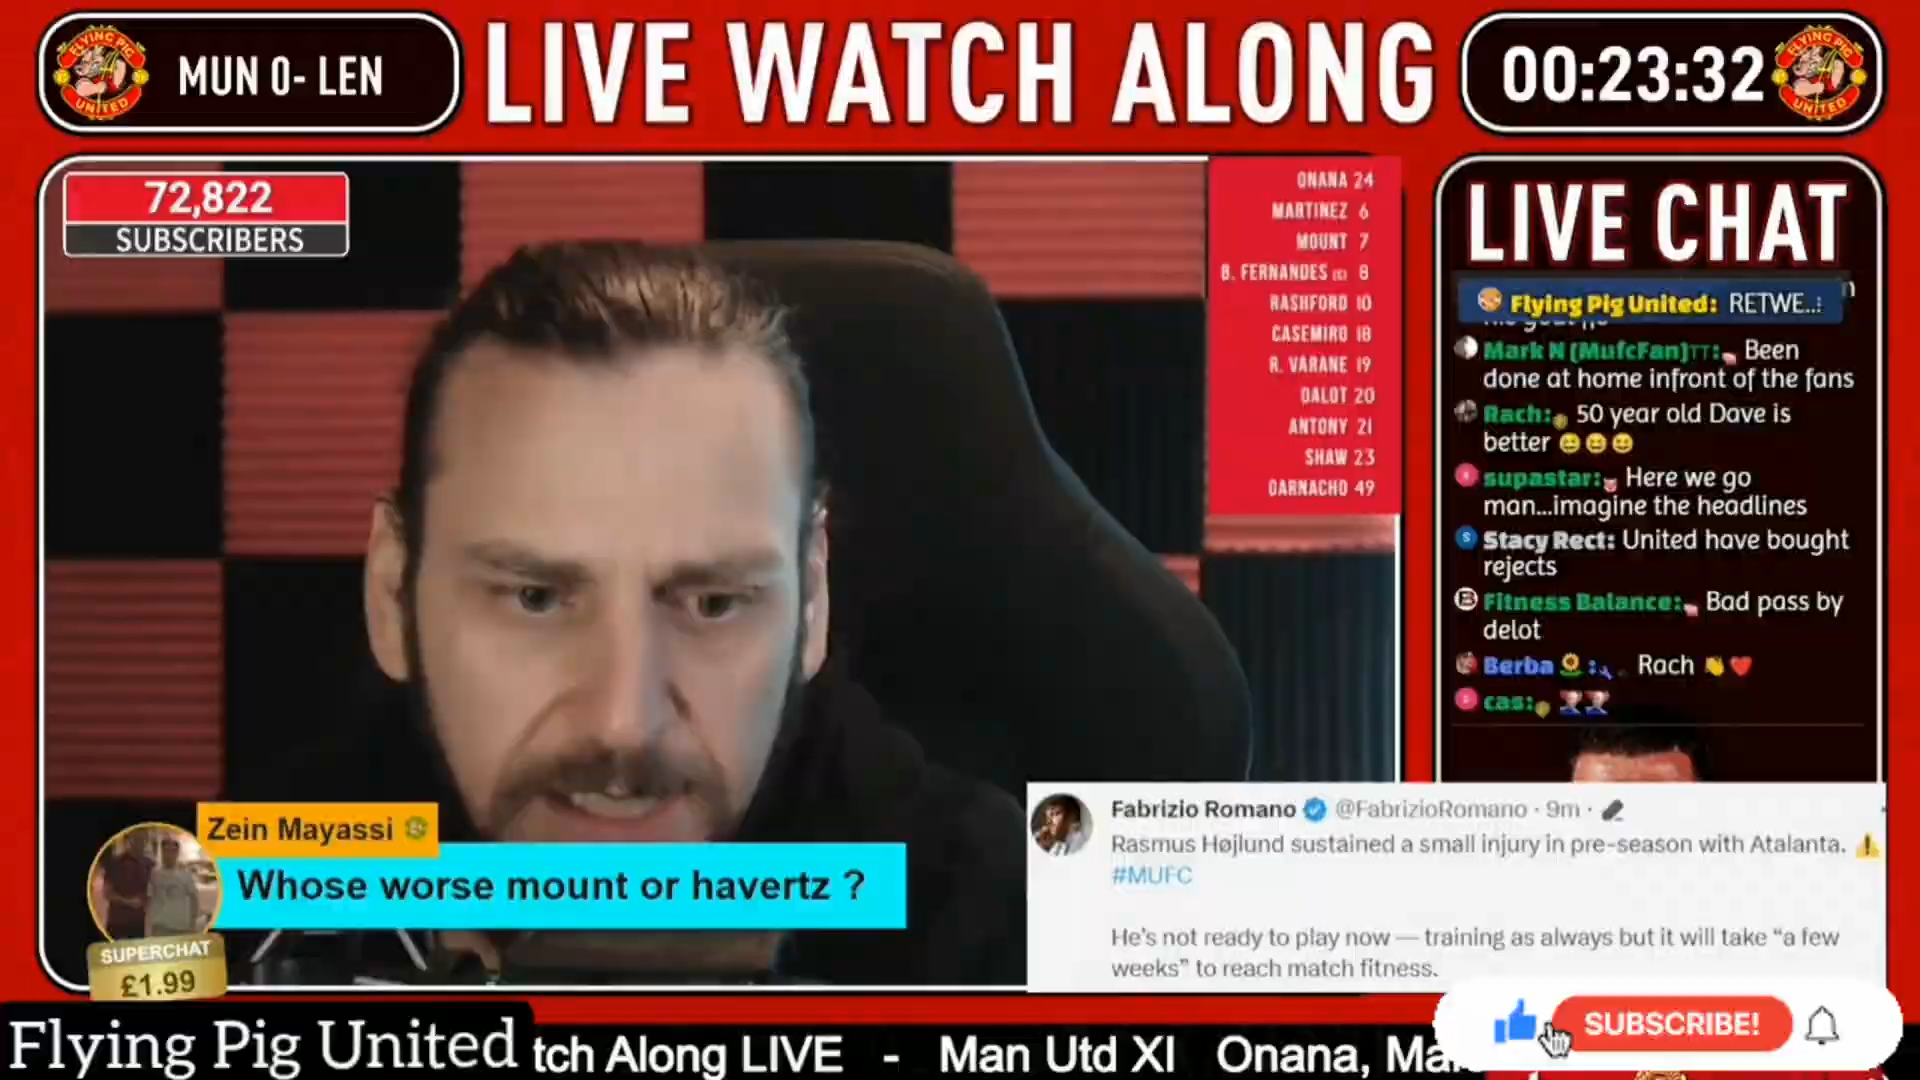 FLYING PIG
UNITED
MUN 0- LEN
LIVE WATCH ALONG
00:23:32
FLYING PIG
UNITED
72,822
SUBSCRIBERS
ONANA 24
MARTINEZ 6
MOUNT 7
B. FERNANDES (C) 8
RASHFORD 10
CASEMIRO 18
R. VARANE 19
DALOT 20
ANTONY 21
SHAW 23
GARNACHO 49
LIVE CHAT
Flying Pig United: RETWE...
Mark N (MufcFan)TT: Been
done at home infront of the fans
Rach: 50 year old Dave is
better 😄😄😄
supastar: Here we go
man...imagine the headlines
Stacy Rect: United have bought
rejects
Fitness Balance: Bad pass by
delot
Berba 🌻: Rach 👏❤️
cas:
Zein Mayassi
Whose worse mount or havertz ?
SUPERCHAT
£1.99
Fabrizio Romano @FabrizioRomano · 9m ·
Rasmus Højlund sustained a small injury in pre-season with Atalanta. ⚠️
#MUFC
He's not ready to play now — training as always but it will take “a few
weeks” to reach match fitness.
SUBSCRIBE!
Flying Pig United
tch Along LIVE - Man Utd XI Onana, Ma